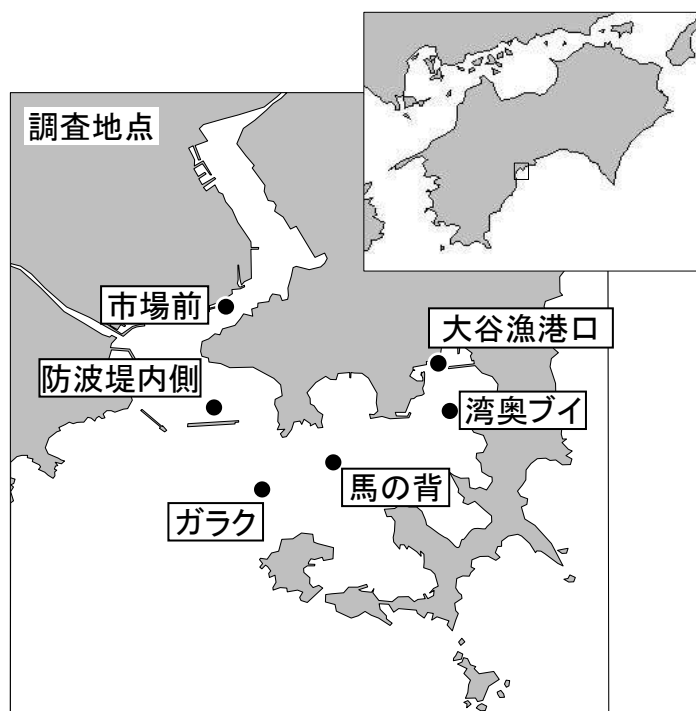 調査地点
市場前
大谷漁港口
防波堤内側
湾奥ブイ
馬の背
ガラク